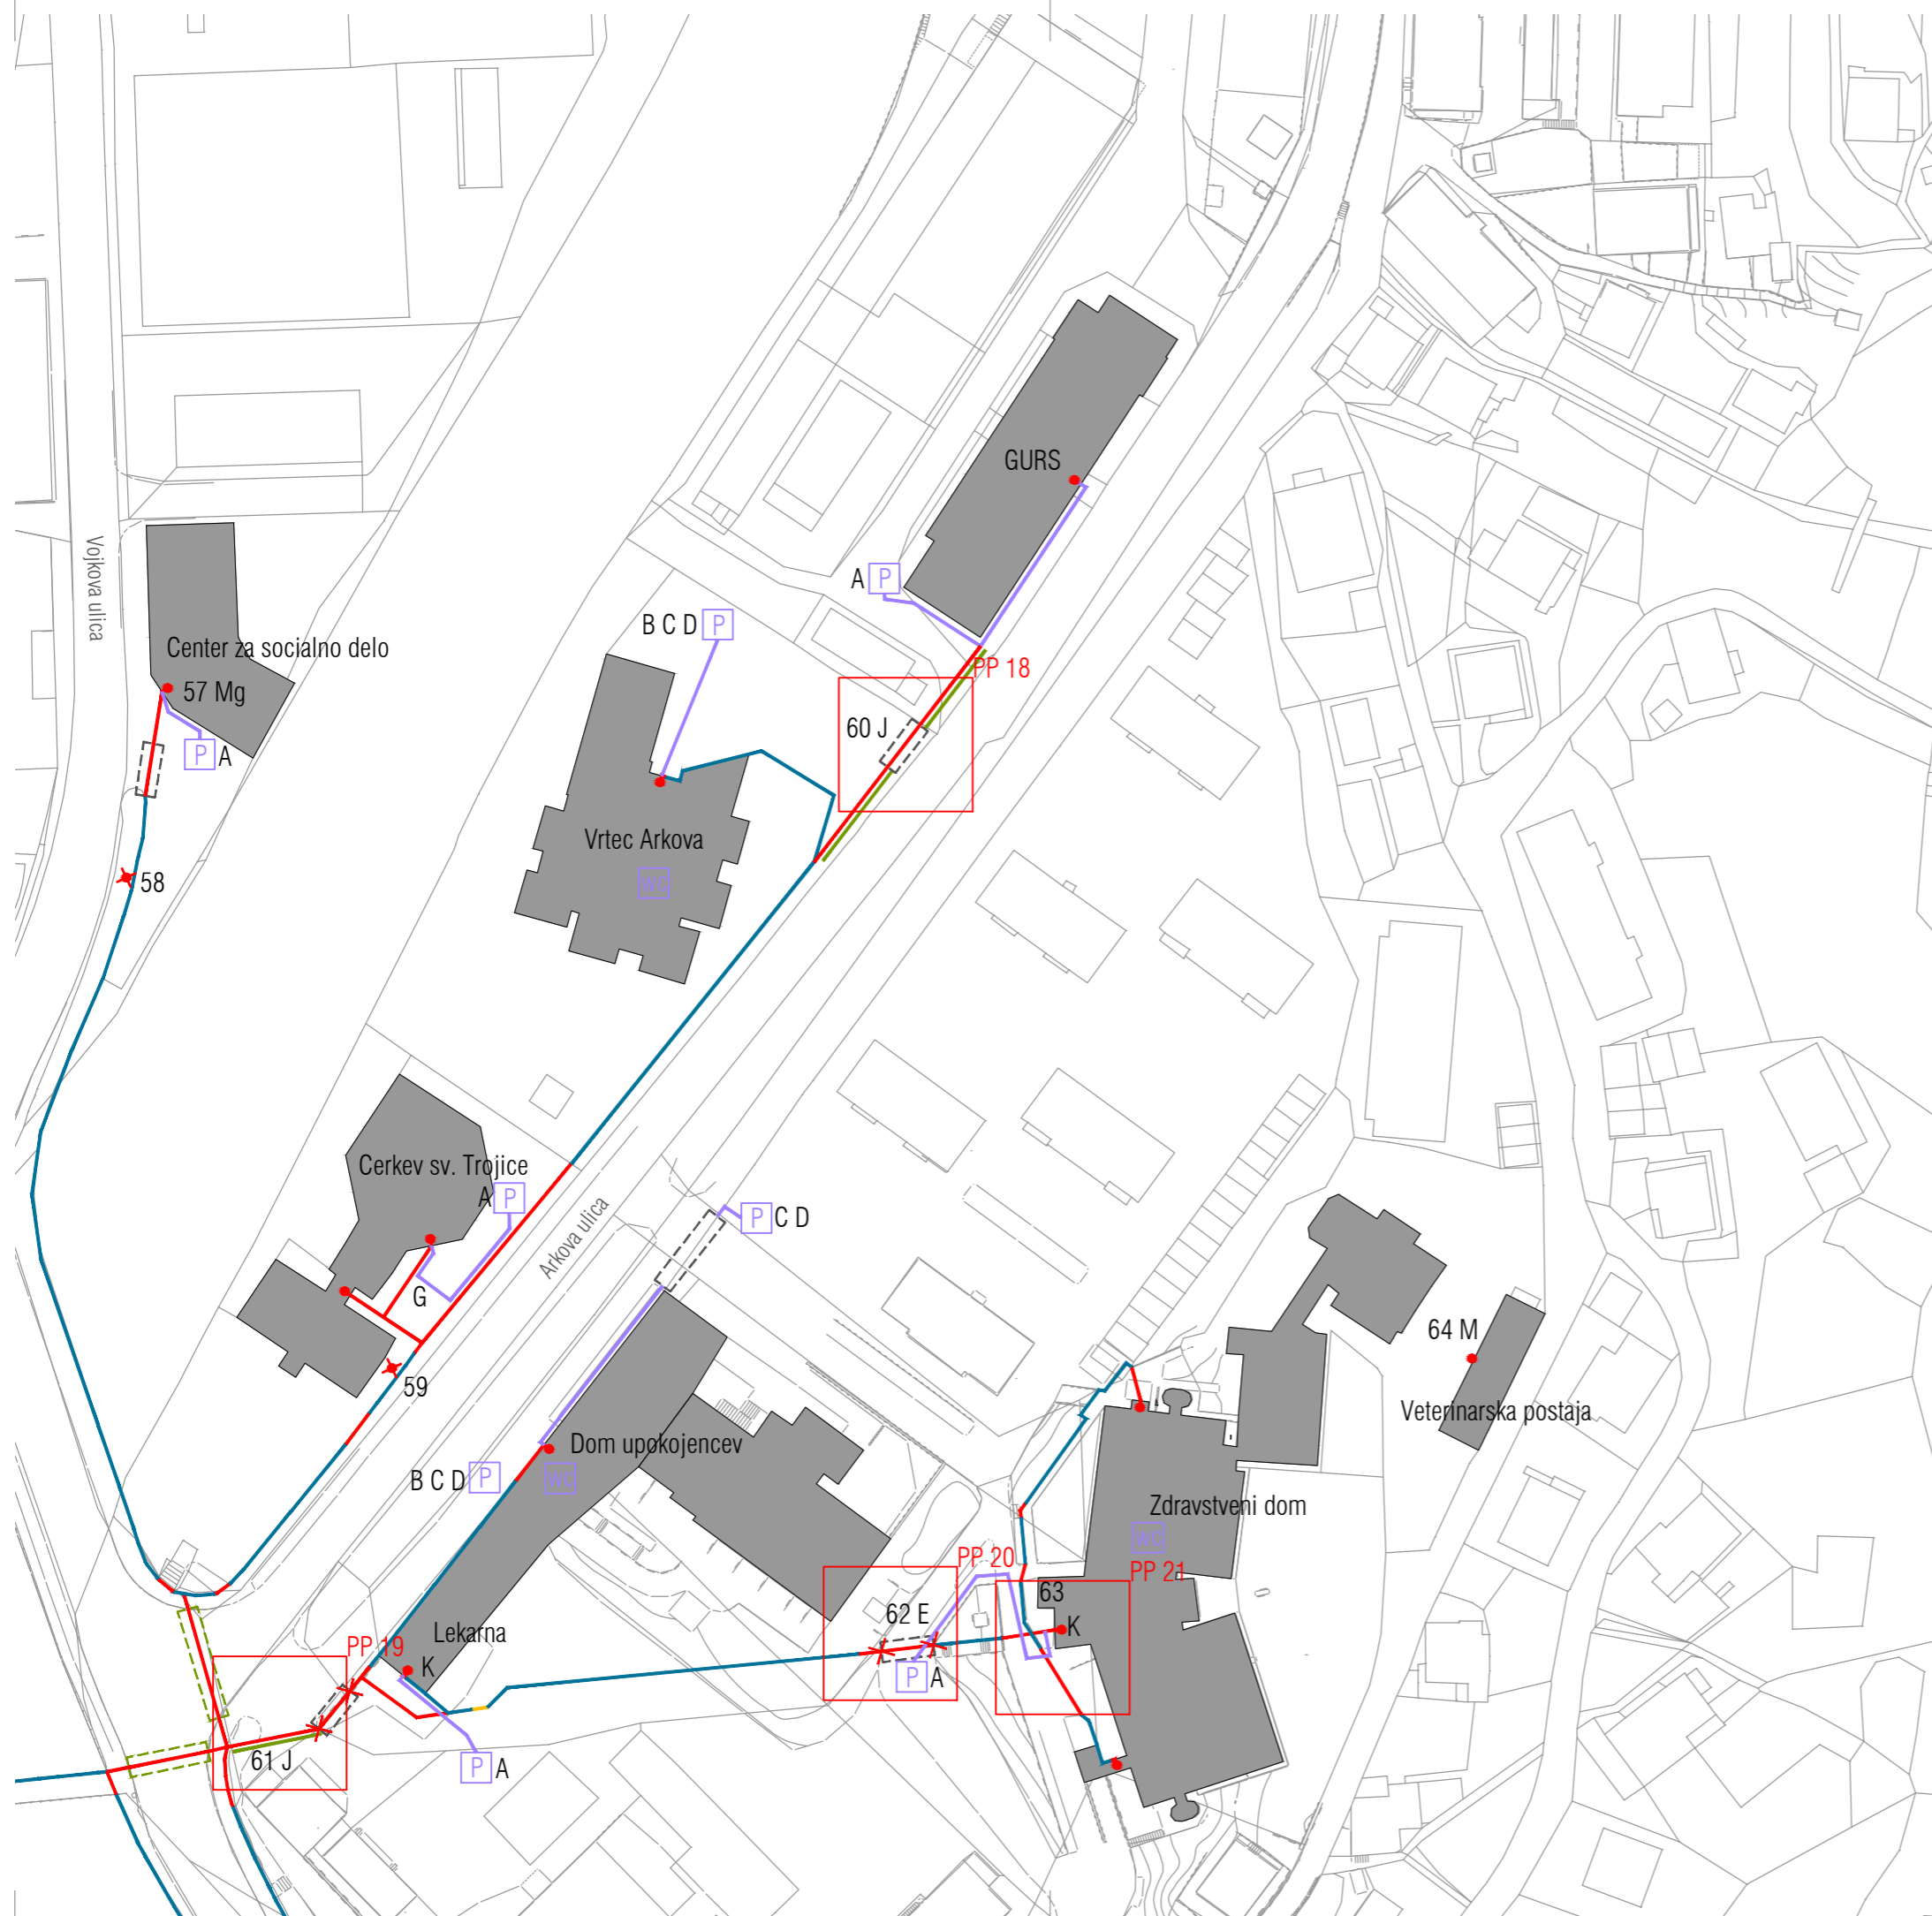 GURS
Vojkova ulica
A P
B C D P
Center za socialno delo
PP 18
57 Mg
60 J
P A
Vrtec Arkova
WC
58
Cerkev sv. Trojice
A P
P C D
Arkova ulica
G
64 M
59
Veterinarska postaja
Dom upokojencev
B C D P
WC
Zdravstveni dom
WC
PP 20
PP 21
63
62 E
K
Lekarna
PP 19
K
P A
61 J
P A